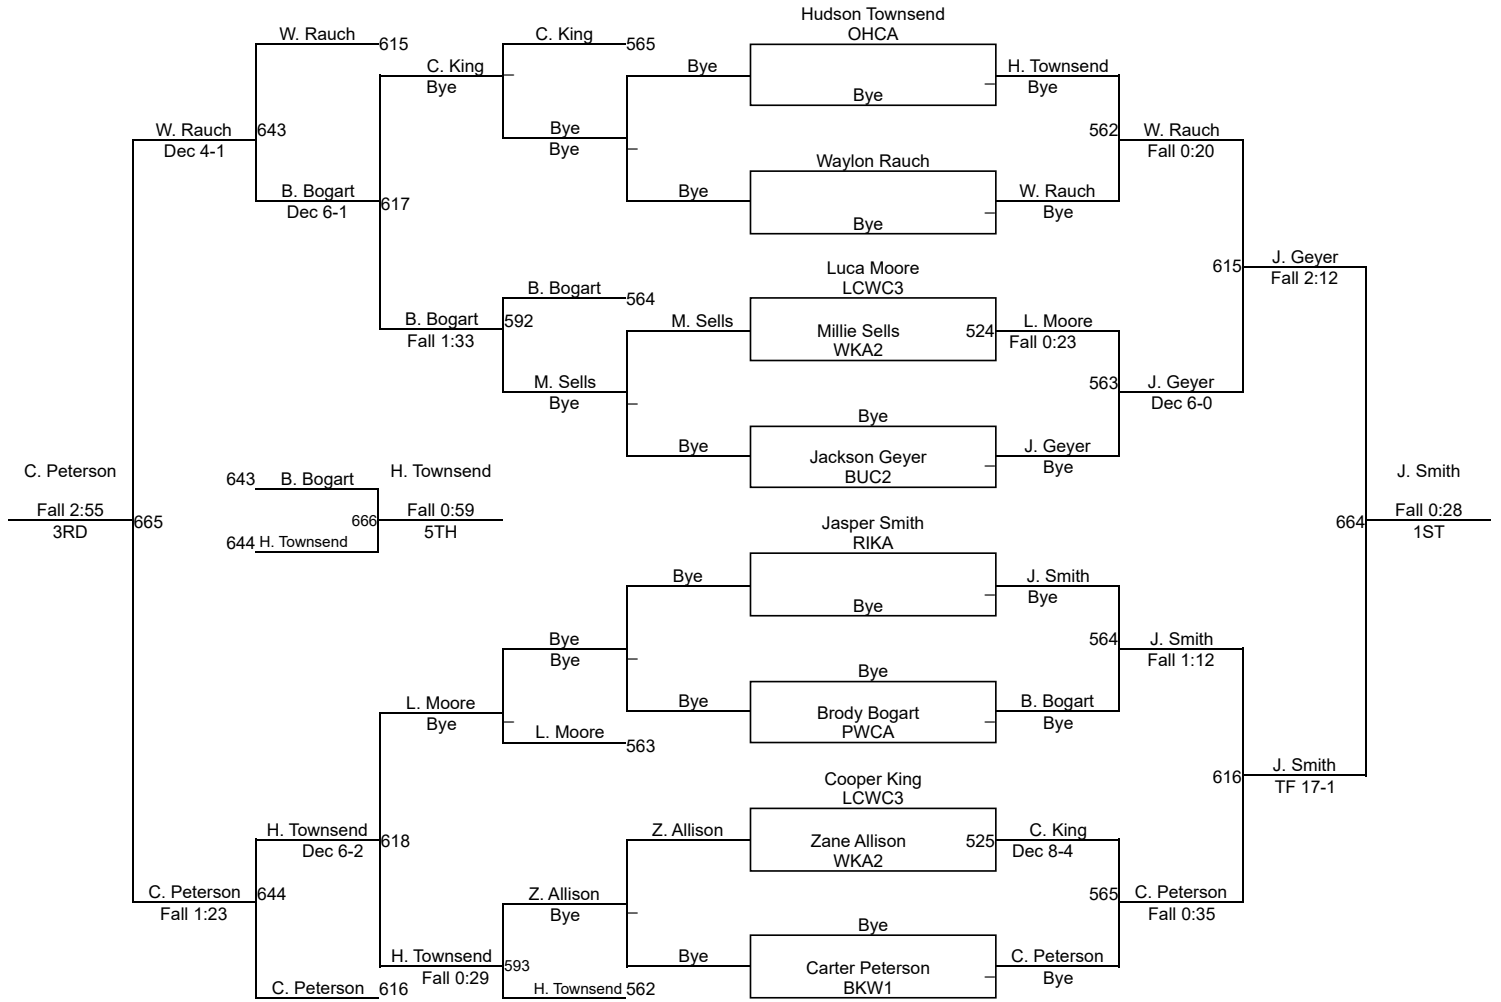 Hudson Townsend
OHCA
W. Rauch
615
C. King
565
C. King
Bye
Bye
Bye
H. Townsend
Bye
W. Rauch
Dec 4-1
643
Bye
Bye
562
W. Rauch
Fall 0:20
Waylon Rauch
B. Bogart
Dec 6-1
617
Bye
Bye
W. Rauch
Bye
Luca Moore
LCWC3
615
J. Geyer
Fall 2:12
B. Bogart
564
B. Bogart
Fall 1:33
592
M. Sells
Millie Sells
WKA2
524
L. Moore
Fall 0:23
M. Sells
Bye
563
J. Geyer
Dec 6-0
Bye
Bye
Jackson Geyer
BUC2
J. Geyer
Bye
C. Peterson
643
B. Bogart
H. Townsend
J. Smith
Fall 2:55
3RD
665
666
Fall 0:59
5TH
664
Fall 0:28
1ST
644
H. Townsend
Jasper Smith
RIKA
Bye
Bye
J. Smith
Bye
Bye
Bye
564
J. Smith
Fall 1:12
Bye
L. Moore
Bye
Bye
Brody Bogart
PWCA
B. Bogart
Bye
L. Moore
563
616
J. Smith
TF 17-1
Cooper King
LCWC3
H. Townsend
Dec 6-2
618
Z. Allison
Zane Allison
WKA2
525
C. King
Dec 8-4
C. Peterson
Fall 1:23
644
Z. Allison
Bye
565
C. Peterson
Fall 0:35
Bye
H. Townsend
Fall 0:29
593
Bye
Carter Peterson
BKW1
C. Peterson
Bye
C. Peterson
616
H. Townsend
562